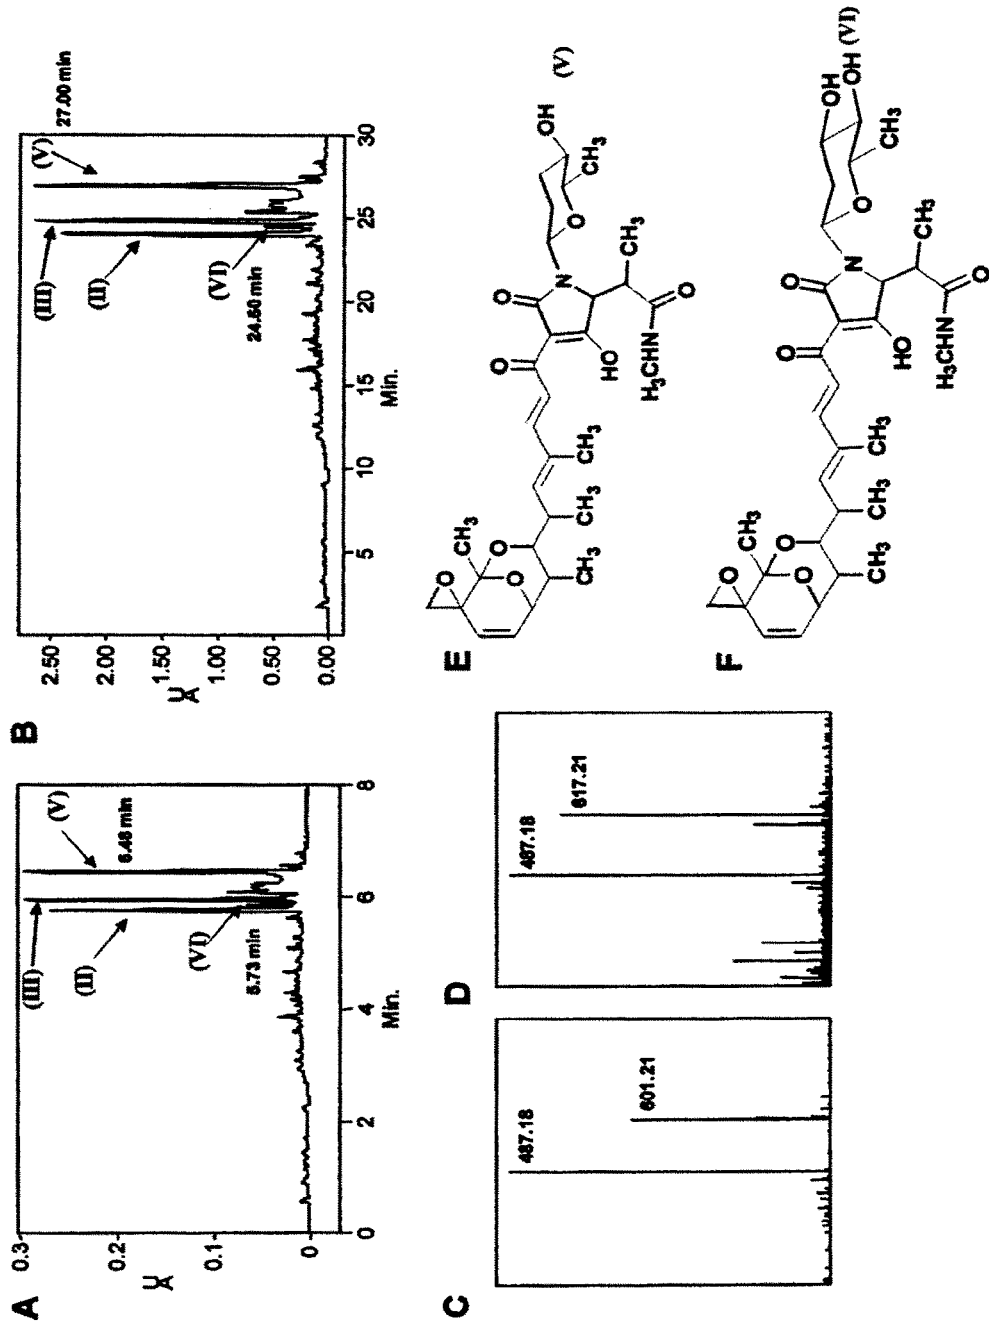 A
0.3
0.2
0.1
0
AU
(III)
(II)
(VI)
5.73 min
(V)
6.48 min
0
2
4
6
8
Min.
B
2.50
2.00
1.50
1.00
0.50
0.00
AU
(III)
(II)
(VI)
24.60 min
(V)
27.00 min
5
10
15
20
25
30
Min.
C
487.18
601.21
D
487.18
617.21
E
O
CH3
O
O
CH3
CH3
CH3
O
HO
O
N
H3CHN
O
CH3
O
CH3
OH
(V)
F
O
CH3
O
O
CH3
CH3
CH3
O
HO
O
N
H3CHN
O
CH3
O
CH3
OH
OH
(VI)